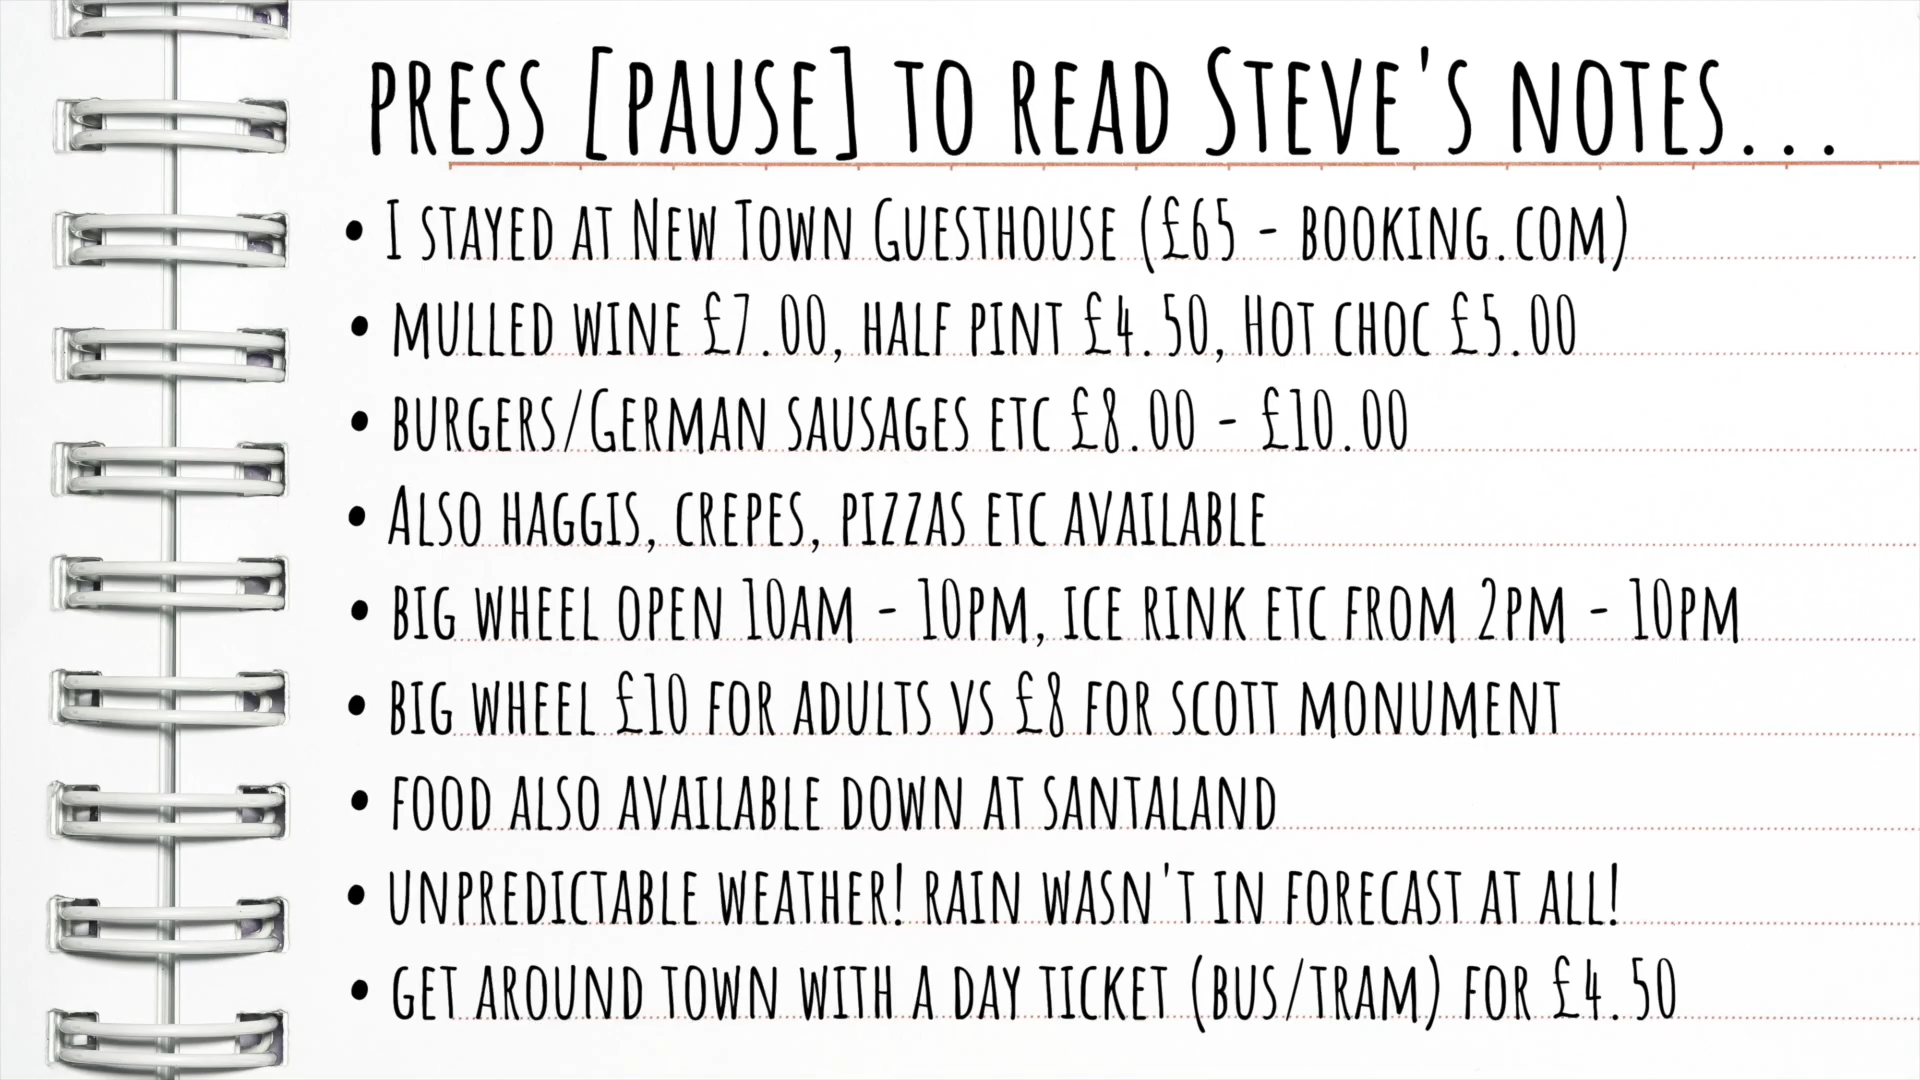 PRESS [PAUSE] TO READ STEVE'S NOTES...
• I STAYED AT NEW TOWN GUESTHOUSE (£65 - BOOKING.COM)
• MULLED WINE £7.00, HALF PINT £4.50, HOT CHOC £5.00
• BURGERS/GERMAN SAUSAGES ETC £8.00 - £10.00
• ALSO HAGGIS, CREPES, PIZZAS ETC AVAILABLE
• BIG WHEEL OPEN 10AM - 10PM, ICE RINK ETC FROM 2PM - 10PM
• BIG WHEEL £10 FOR ADULTS VS £8 FOR SCOTT MONUMENT
• FOOD ALSO AVAILABLE DOWN AT SANTALAND
• UNPREDICTABLE WEATHER! RAIN WASN'T IN FORECAST AT ALL!
• GET AROUND TOWN WITH A DAY TICKET (BUS/TRAM) FOR £4.50